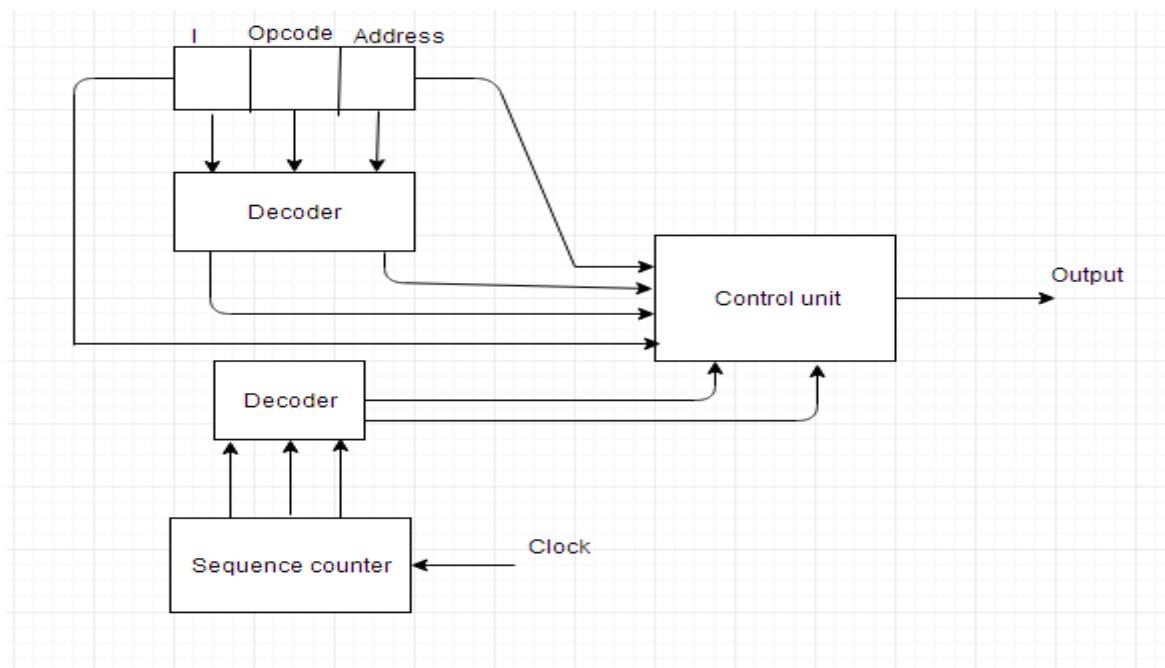 I Opcode Address
Decoder
Control unit
Output
Decoder
Sequence counter
Clock